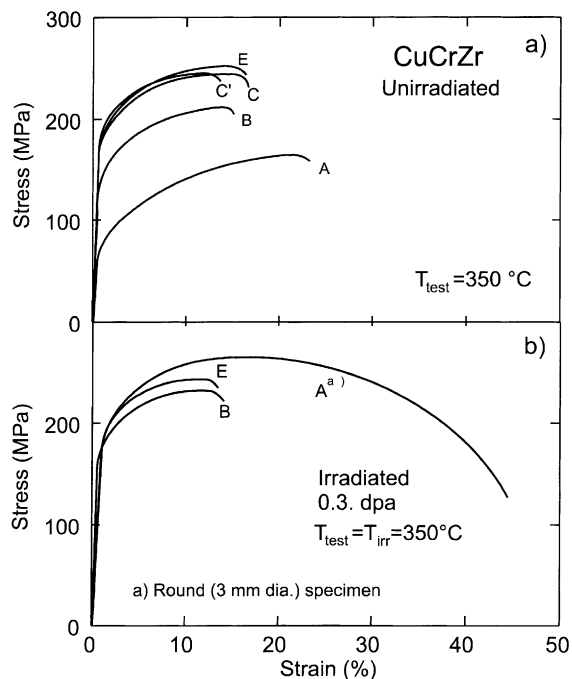 300
200
100
0
Stress (MPa)
CuCrZr
Unirradiated
a)
E
C'
C
B
A
T_test =350 °C
b)
200
100
0
Stress (MPa)
E
B
A a )
Irradiated
0.3. dpa
T_test =T_irr =350°C
a) Round (3 mm dia.) specimen
0 10 20 30 40 50
Strain (%)